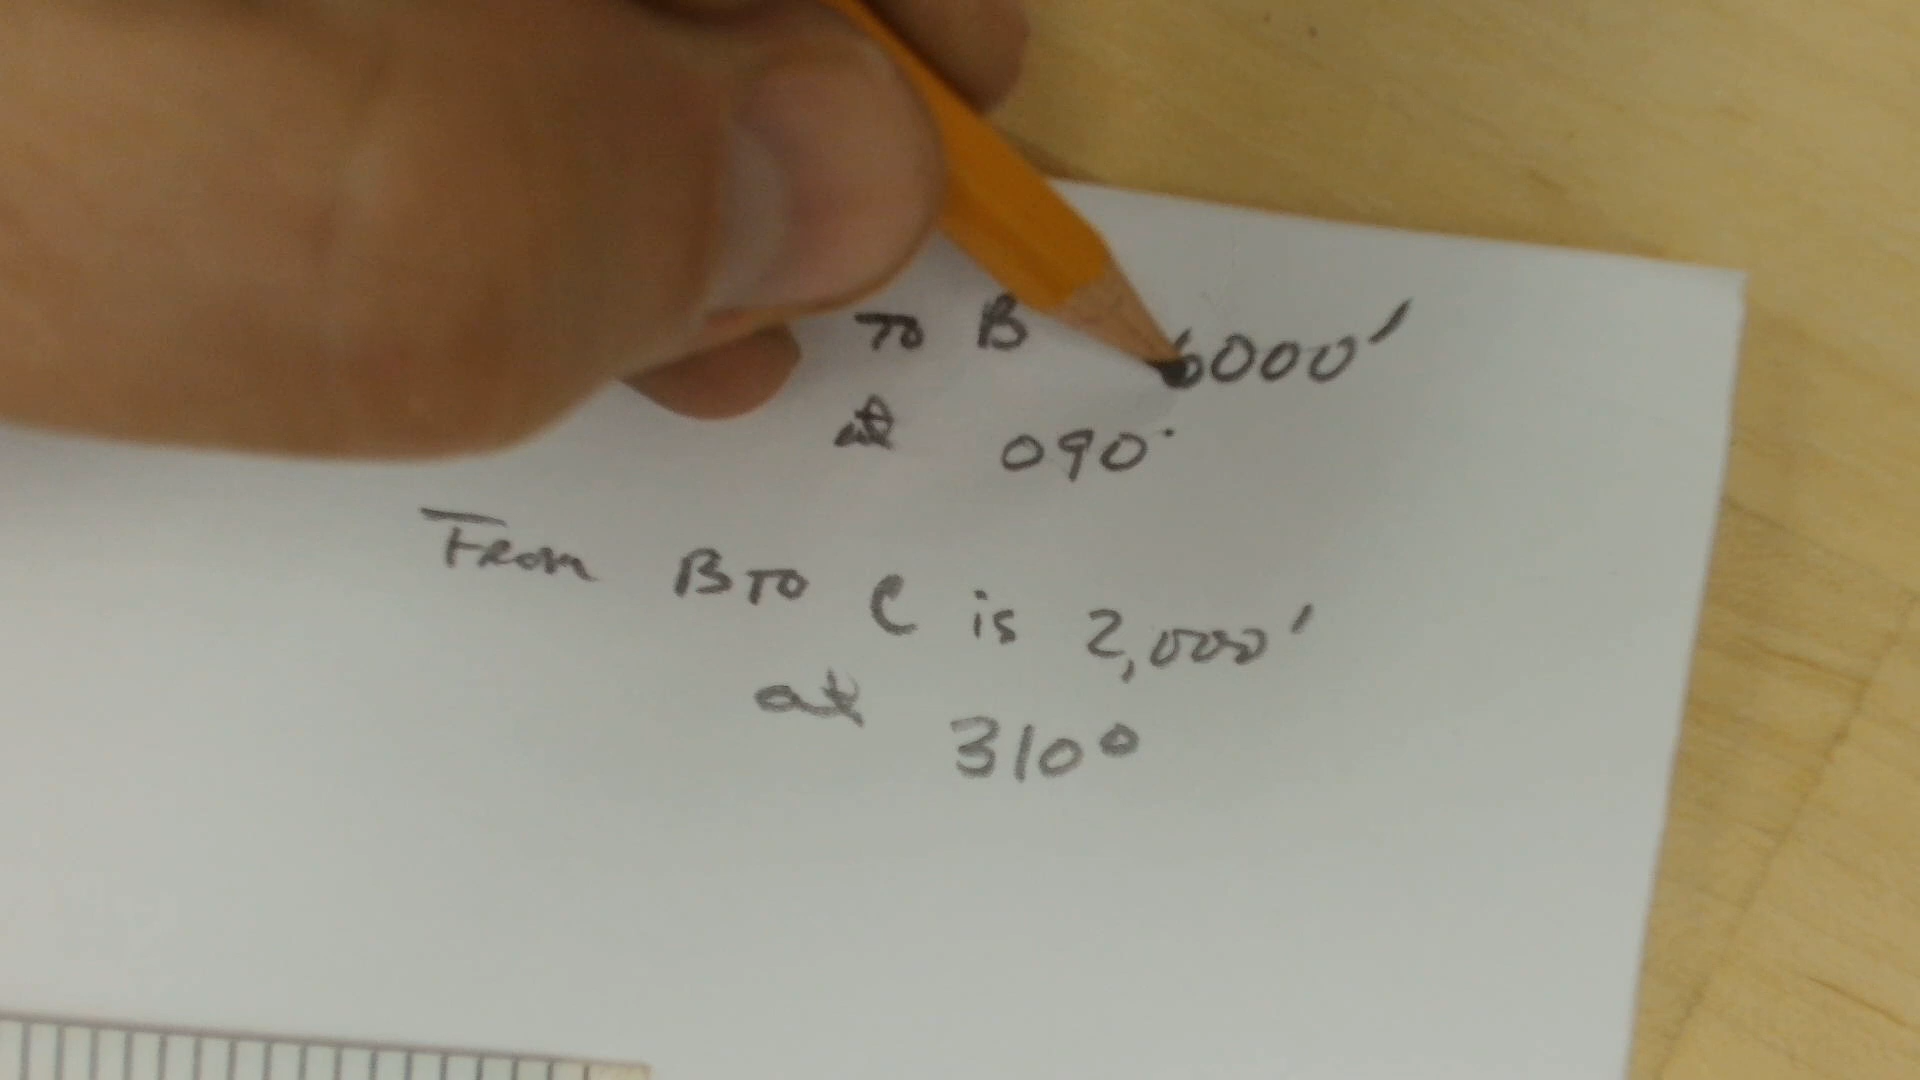 TO B 6000'
at 090°
From B TO C is 2,000'
at 310°